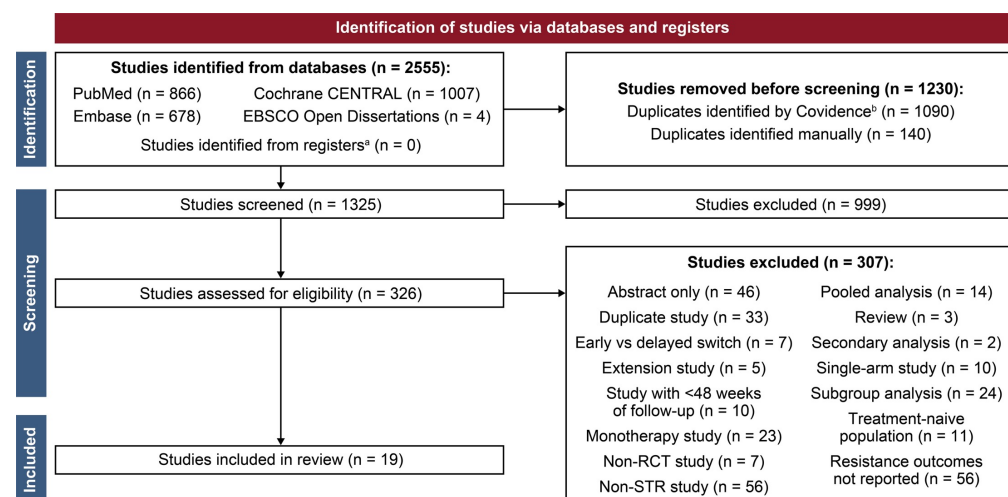 Identification of studies via databases and registers
Identification
Studies identified from databases (n = 2555):
PubMed (n = 866)
Cochrane CENTRAL (n = 1007)
Embase (n = 678)
EBSCO Open Dissertations (n = 4)
Studies identified from registersᵃ (n = 0)
Studies removed before screening (n = 1230):
Duplicates identified by Covidenceᵇ (n = 1090)
Duplicates identified manually (n = 140)
Screening
Studies screened (n = 1325)
Studies excluded (n = 999)
Studies assessed for eligibility (n = 326)
Studies excluded (n = 307):
Abstract only (n = 46)
Duplicate study (n = 33)
Early vs delayed switch (n = 7)
Extension study (n = 5)
Study with <48 weeks
of follow-up (n = 10)
Monotherapy study (n = 23)
Non-RCT study (n = 7)
Non-STR study (n = 56)
Pooled analysis (n = 14)
Review (n = 3)
Secondary analysis (n = 2)
Single-arm study (n = 10)
Subgroup analysis (n = 24)
Treatment-naive
population (n = 11)
Resistance outcomes
not reported (n = 56)
Included
Studies included in review (n = 19)